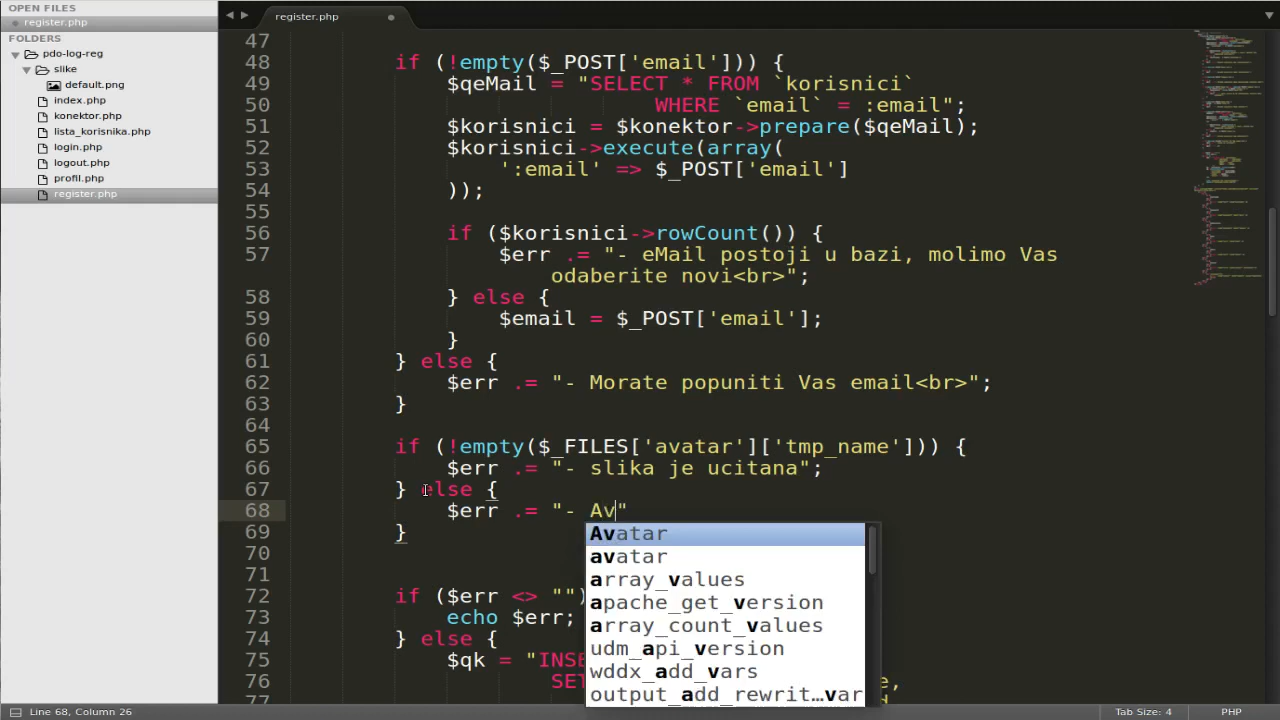 OPEN FILES
register.php
FOLDERS
pdo-log-reg
slike
default.png
index.php
konektor.php
lista_korisnika.php
login.php
logout.php
profil.php
register.php
register.php
47
48 if (!empty($_POST['email'])) {
49 $qeMail = "SELECT * FROM `korisnici`
50 WHERE `email` = :email";
51 $korisnici = $konektor->prepare($qeMail);
52 $korisnici->execute(array(
53 ':email' => $_POST['email']
54 ));
55
56 if ($korisnici->rowCount()) {
57 $err .= "- eMail postoji u bazi, molimo Vas
odaberite novi<br>";
58 } else {
59 $email = $_POST['email'];
60 }
61 } else {
62 $err .= "- Morate popuniti Vas email<br>";
63 }
64
65 if (!empty($_FILES['avatar']['tmp_name'])) {
66 $err .= "- slika je ucitana";
67 } else {
68 $err .= "- Av"
69 }
70
71
72 if ($err <> "")
73 echo $err;
74 } else {
75 $qk = "INSE
76 SET e,
77 d
Avatar
avatar
array_values
apache_get_version
array_count_values
udm_api_version
wddx_add_vars
output_add_rewrit…var
Line 68, Column 26
Tab Size: 4
PHP